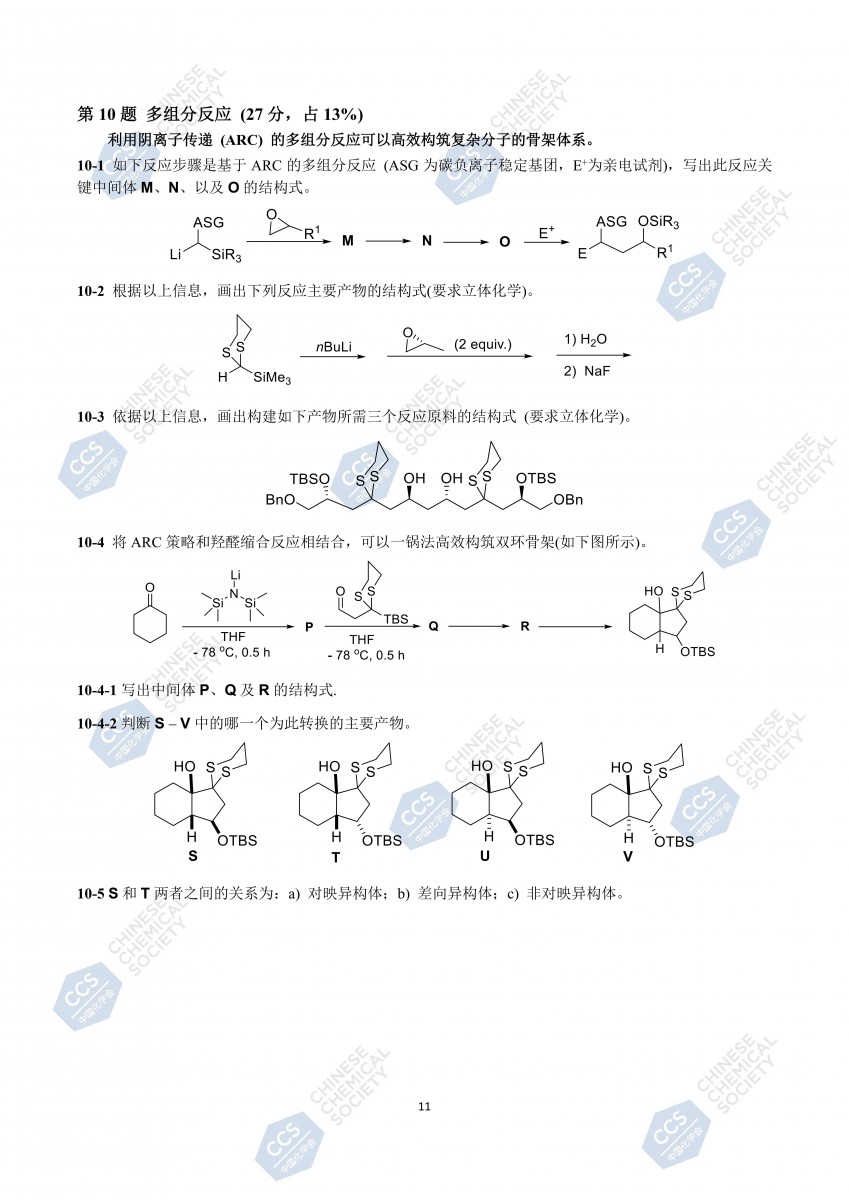 第 10 题 多组分反应 (27 分，占 13%)
利用阴离子传递 (ARC) 的多组分反应可以高效构筑复杂分子的骨架体系。
10-1 如下反应步骤是基于 ARC 的多组分反应 (ASG 为碳负离子稳定基团，E⁺为亲电试剂)，写出此反应关
键中间体 M、N、以及 O 的结构式。
ASG Li SiR₃ O R¹ M N O E⁺ ASG OSiR₃ E R¹
10-2 根据以上信息，画出下列反应主要产物的结构式(要求立体化学)。
S S H SiMe₃ nBuLi O (2 equiv.) 1) H₂O 2) NaF
10-3 依据以上信息，画出构建如下产物所需三个反应原料的结构式 (要求立体化学)。
TBSO S S OH OH S S OTBS
BnO OBn
10-4 将 ARC 策略和羟醛缩合反应相结合，可以一锅法高效构筑双环骨架(如下图所示)。
O Li N Si Si THF - 78 ⁰C, 0.5 h P O S S TBS THF - 78 ⁰C, 0.5 h Q R HO S S H OTBS
10-4-1 写出中间体 P、Q 及 R 的结构式.
10-4-2 判断 S – V 中的哪一个为此转换的主要产物。
HO S S HO S S HO S S HO S S
H OTBS H OTBS H OTBS H OTBS
S T U V
10-5 S 和 T 两者之间的关系为：a) 对映异构体；b) 差向异构体；c) 非对映异构体。
11
CHINESE CHEMICAL SOCIETY
CCS
中国化学会